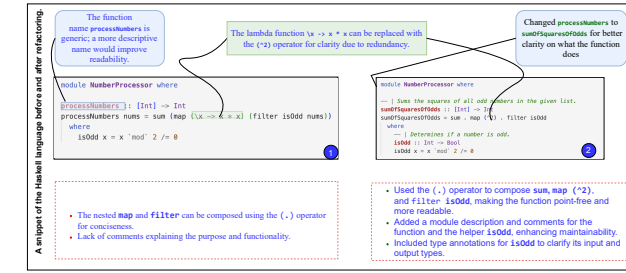 A snippet of the Haskell language before and after refactoring.
The function
name processNumbers is
generic; a more descriptive
name would improve
readability.
The lambda function \x -> x * x can be replaced with
the (^2) operator for clarity due to redundancy.
Changed processNumbers to
sumOfSquaresOfOdds for better
clarity on what the function
does
module NumberProcessor where
processNumbers :: [Int] -> Int
processNumbers nums = sum (map (\x -> x * x) (filter isOdd nums))
where
isOdd x = x `mod` 2 /= 0
1
module NumberProcessor where
-- | Sums the squares of all odd numbers in the given list.
sumOfSquaresOfOdds :: [Int] -> Int
sumOfSquaresOfOdds = sum . map (^2) . filter isOdd
where
-- | Determines if a number is odd.
isOdd :: Int -> Bool
isOdd x = x `mod` 2 /= 0
2
• The nested map and filter can be composed using the (.) operator
for conciseness.
• Lack of comments explaining the purpose and functionality.
• Used the (.) operator to compose sum, map (^2),
and filter isOdd, making the function point-free and
more readable.
• Added a module description and comments for the
function and the helper isOdd, enhancing maintainability.
• Included type annotations for isOdd to clarify its input and
output types.